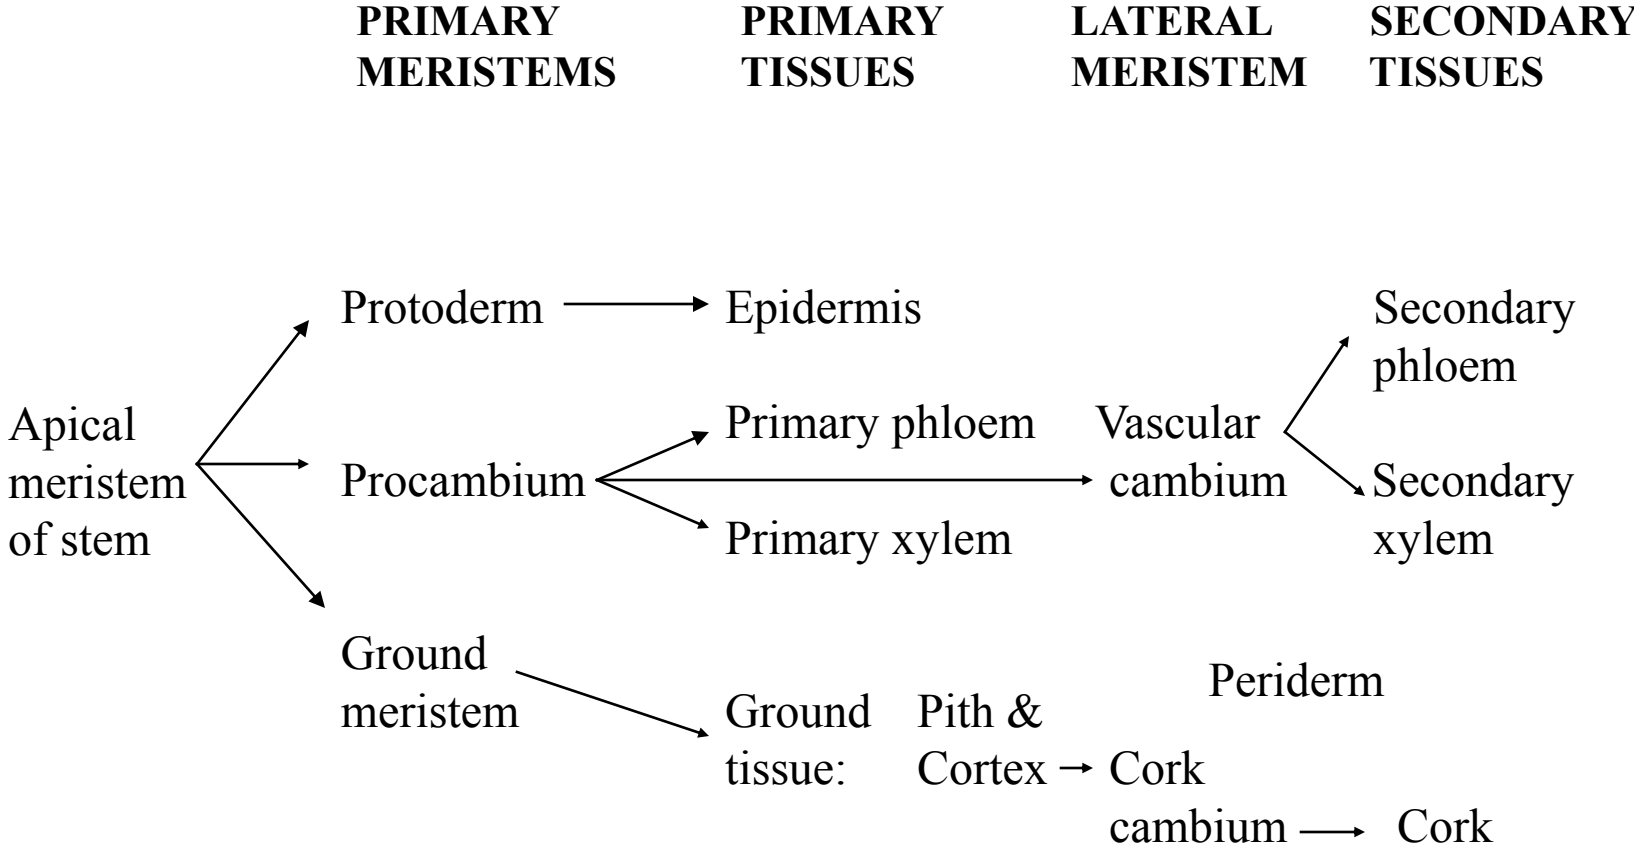 PRIMARY
MERISTEMS
PRIMARY
TISSUES
LATERAL
MERISTEM
SECONDARY
TISSUES
Apical
meristem
of stem
Protoderm
Procambium
Ground
meristem
Epidermis
Primary phloem
Primary xylem
Ground
tissue:
Pith &
Cortex
Vascular
cambium
Periderm
Cork
cambium
Secondary
phloem
Secondary
xylem
Cork